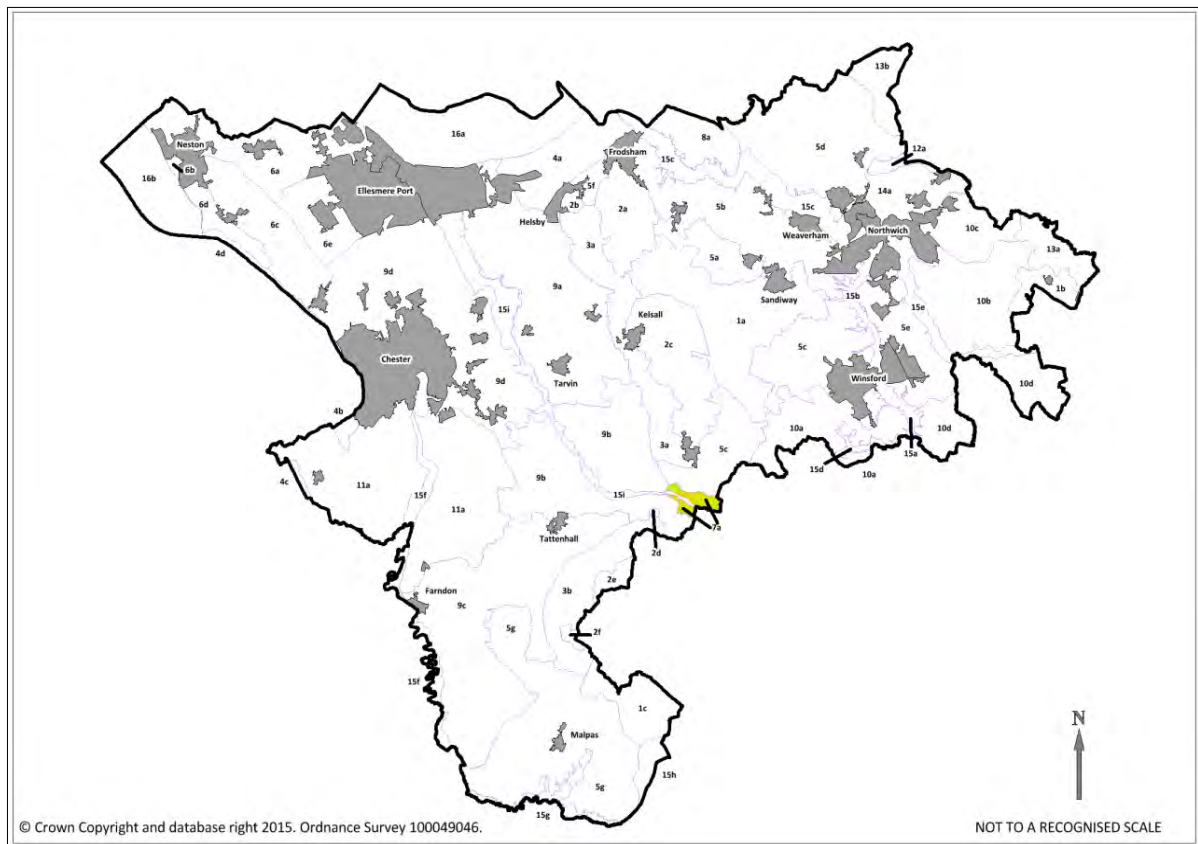 13b
16a
8a
5d
12a
Neston
Frodsham
4a
15c
16b
6b
6a
5f
14a
Ellesmere Port
6d
2b
2a
5b
15c
Helsby
Weaverham
Northwich
10c
6c
4d
6e
3a
13a
5a
9d
9a
Sandiway
1b
15b
15i
15e
10b
Kelsall
1a
5e
2c
5c
Chester
Tarvin
9d
Winsford
10d
4b
9b
3a
5c
10a
10d
15a
15d
10a
4c
11a
15f
11a
9b
15i
7a
Tattenhall
2d
2e
3b
Farndon
9c
5g
2f
15f
1c
N
Malpas
15h
5g
15g
© Crown Copyright and database right 2015. Ordnance Survey 100049046.
NOT TO A RECOGNISED SCALE